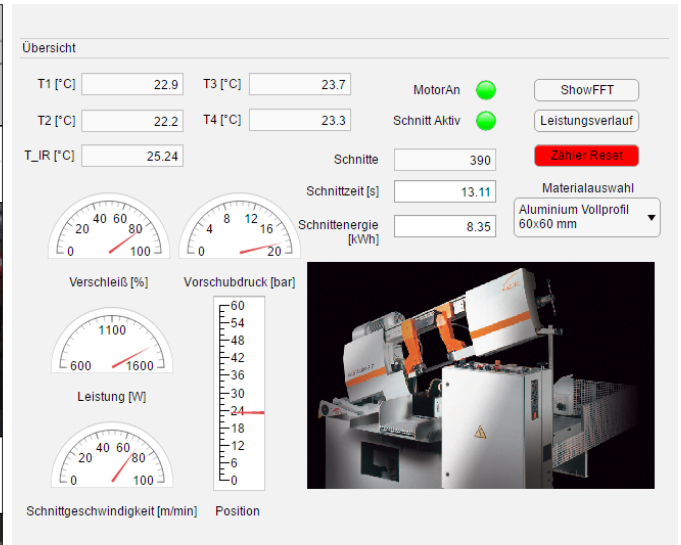 Übersicht
T1 [°C] 22.9 T3 [°C] 23.7 MotorAn ShowFFT
T2 [°C] 22.2 T4 [°C] 23.3 Schnitt Aktiv Leistungsverlauf
T_IR [°C] 25.24 Schnitte 390 Zähler Reset
Schnittzeit [s] 13.11 Materialauswahl
Schnittenergie
[kWh] 8.35 Aluminium Vollprofil
60x60 mm
0 20 40 60 80 100
Verschleiß [%]
0 4 8 12 16 20
Vorschubdruck [bar]
600 1100 1600
Leistung [W]
0 20 40 60 80 100
Schnittgeschwindigkeit [m/min]
60
54
48
42
36
30
24
18
12
6
0
Position